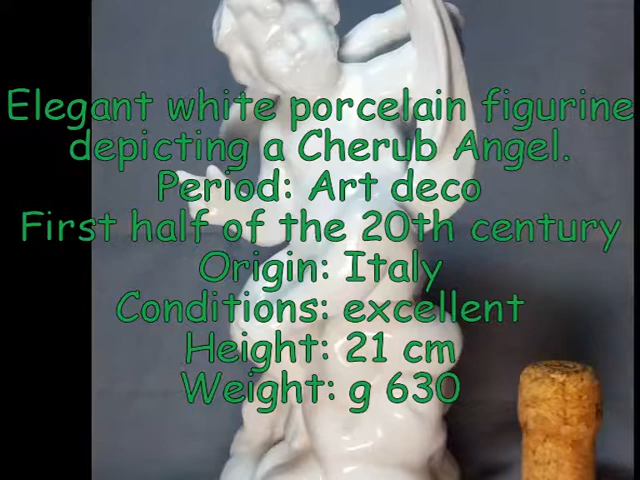 Elegant white porcelain figurine
depicting a Cherub Angel.
Period: Art deco
First half of the 20th century
Origin: Italy
Conditions: excellent
Height: 21 cm
Weight: g 630